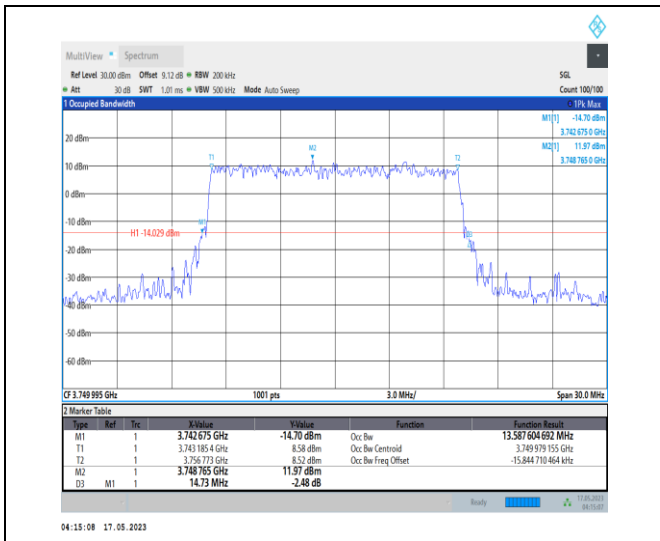 MultiView Spectrum
Ref Level 30.00 dBm Offset 9.12 dB RBW 200 kHz SGL
Att 30 dB SWT 1.01 ms VBW 500 kHz Mode Auto Sweep Count 100/100
1 Occupied Bandwidth 1Pk Max
M1[1] -14.70 dBm
3.742 675 0 GHz
M2[1] 11.97 dBm
3.748 765 0 GHz
20 dBm
M2
T1 T2
10 dBm
0 dBm
-10 dBm
M1
H1 -14.029 dBm
-20 dBm
-30 dBm
-40 dBm
-50 dBm
-60 dBm
CF 3.749 995 GHz 1001 pts 3.0 MHz/ Span 30.0 MHz
2 Marker Table
Type Ref Trc X-Value Y-Value Function Function Result
M1 1 3.742 675 GHz -14.70 dBm Occ Bw 13.587 604 692 MHz
T1 1 3.743 185 4 GHz 8.58 dBm Occ Bw Centroid 3.749 979 155 GHz
T2 1 3.756 773 GHz 8.52 dBm Occ Bw Freq Offset -15.844 710 464 kHz
M2 1 3.748 765 GHz 11.97 dBm
D3 M1 1 14.73 MHz -2.48 dB
Ready 17.05.2023
04:15:07
04:15:08 17.05.2023